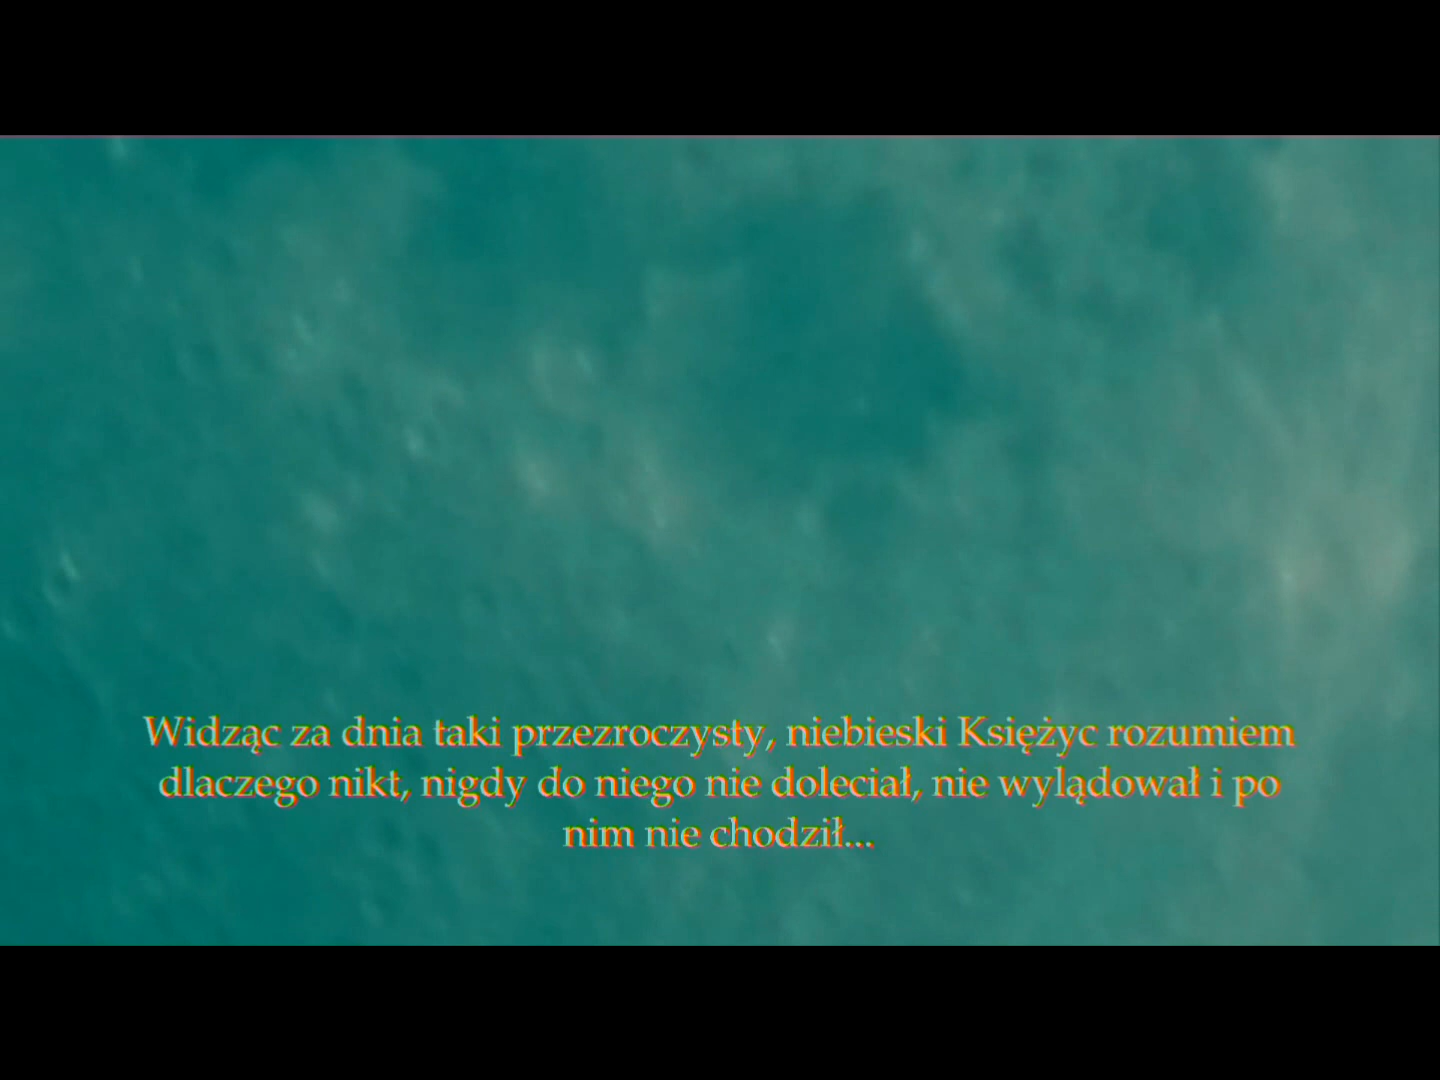 Widząc za dnia taki przezroczysty, niebieski Księżyc rozumiem
dlaczego nikt, nigdy do niego nie doleciał, nie wylądował i po
nim nie chodził...